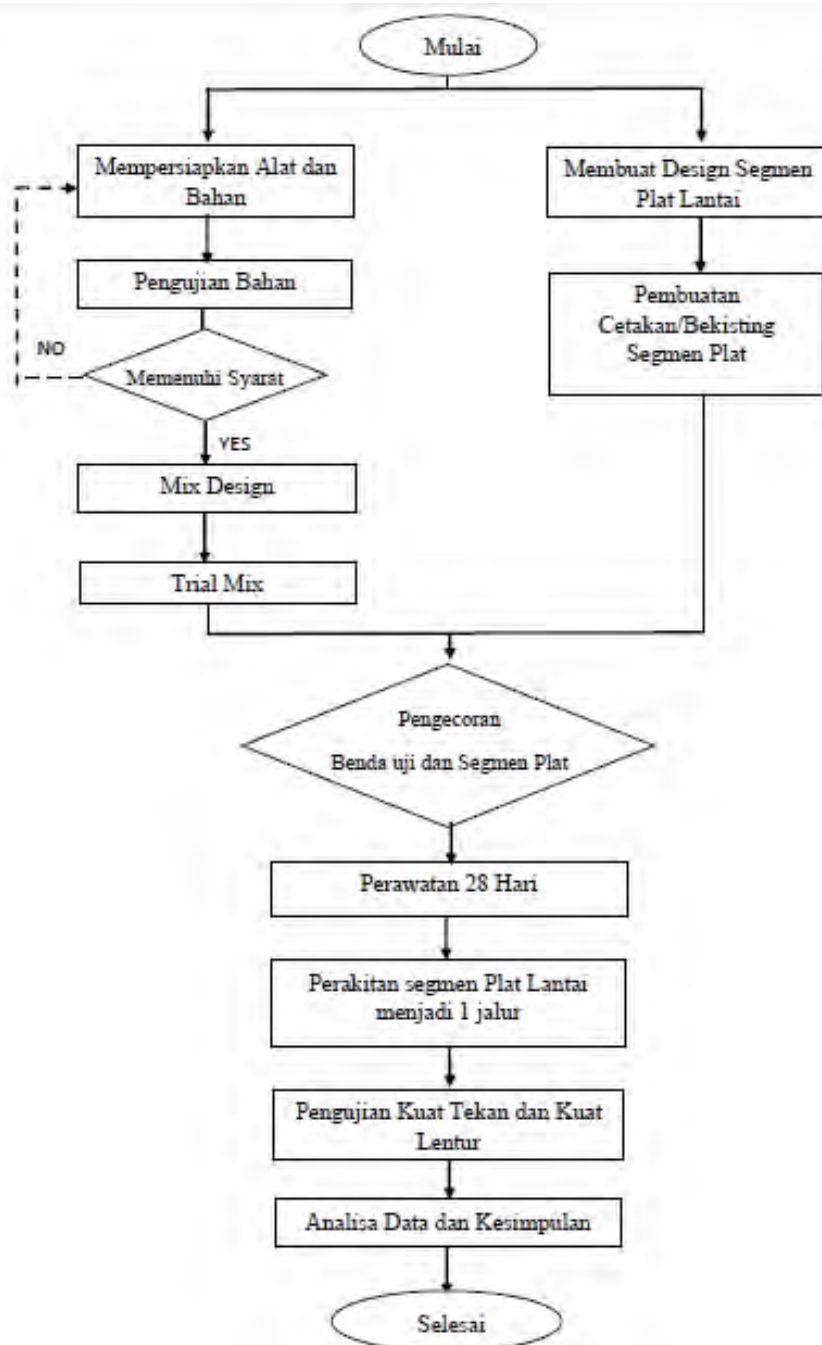 Mulai
Mempersiapkan Alat dan
Bahan
Membuat Design Segmen
Plat Lantai
Pengujian Bahan
Pembuatan
Cetakan/Bekisting
Segmen Plat
NO
Memenuhi Syarat
YES
Mix Design
Trial Mix
Pengecoran
Benda uji dan Segmen Plat
Perawatan 28 Hari
Perakitan segmen Plat Lantai
menjadi 1 jalur
Pengujian Kuat Tekan dan Kuat
Lentur
Analisa Data dan Kesimpulan
Selesai